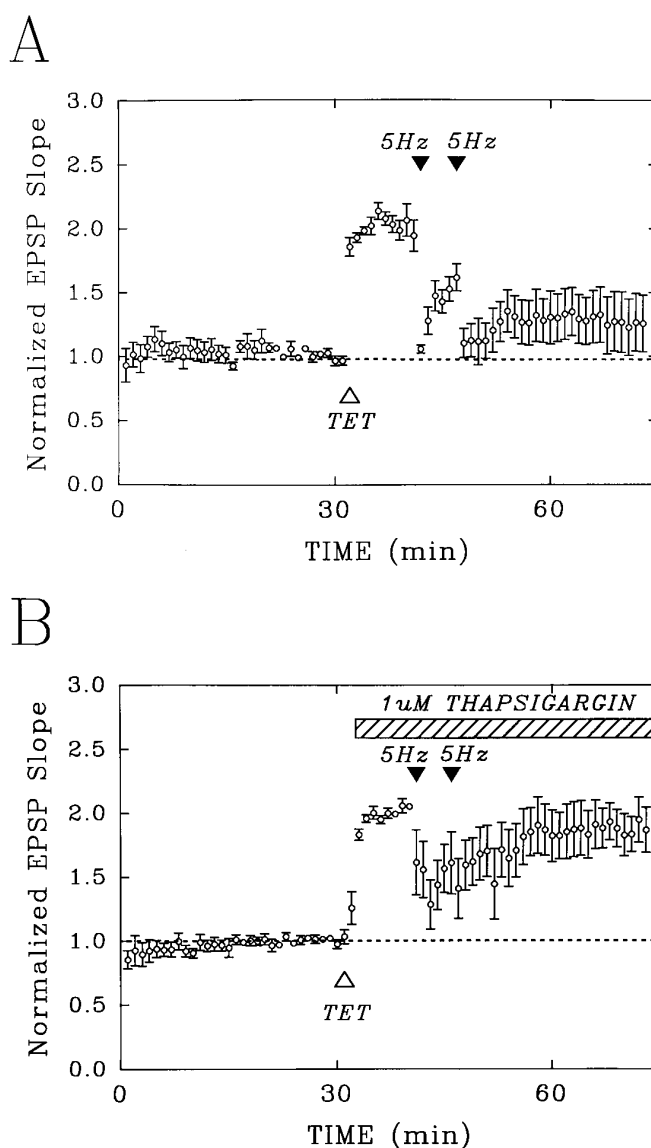 A
Normalized EPSP Slope
3.0
2.5
2.0
1.5
1.0
0.5
0.0
5Hz 5Hz
TET
0 30 60
TIME (min)
B
Normalized EPSP Slope
3.0
2.5
2.0
1.5
1.0
0.5
0.0
1uM THAPSIGARGIN
5Hz 5Hz
TET
0 30 60
TIME (min)